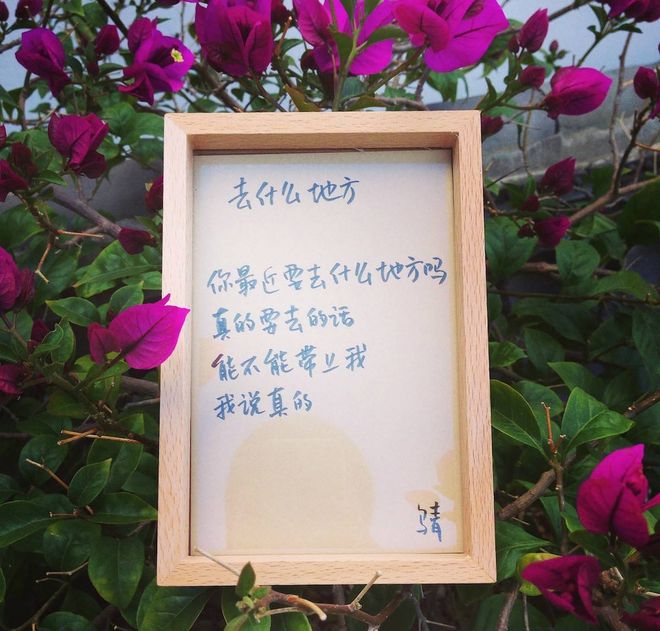 去什么地方
你最近要去什么地方吗
真的要去的话
能不能带上我
我说真的